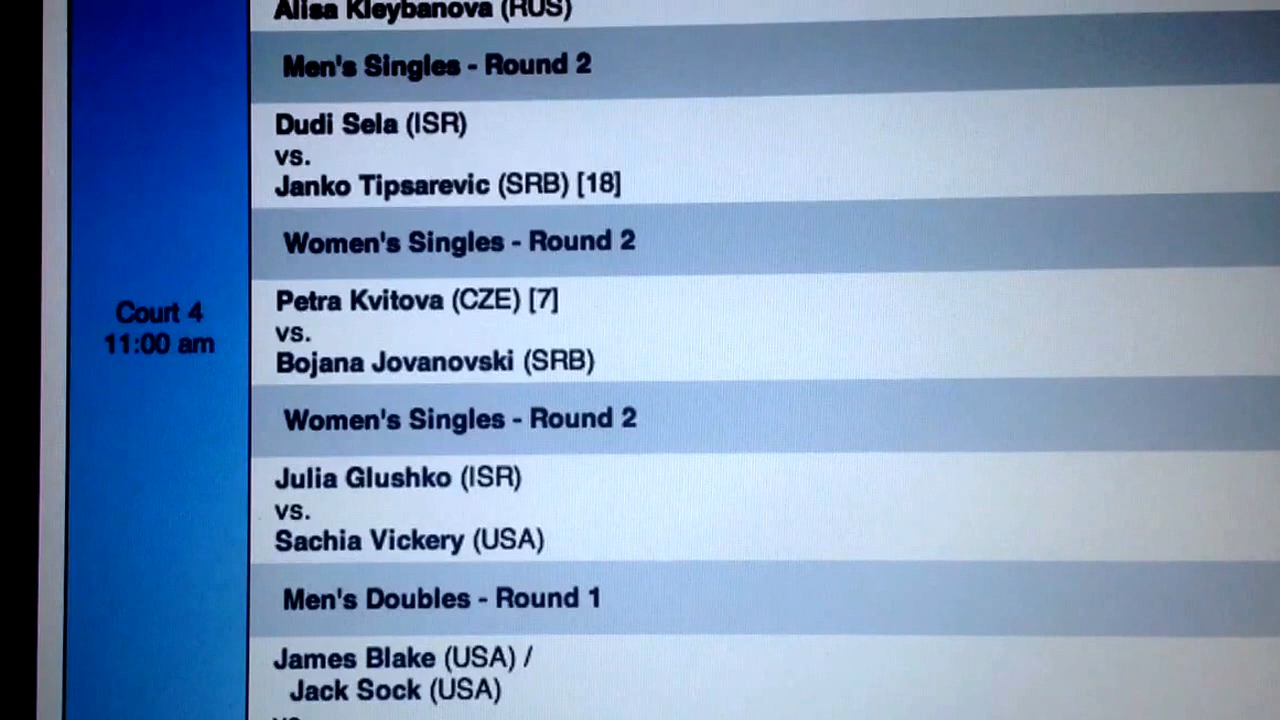 Alisa Kleybanova (RUS)
Men's Singles - Round 2
Dudi Sela (ISR)
vs.
Janko Tipsarevic (SRB) [18]
Women's Singles - Round 2
Court 4
11:00 am
Petra Kvitova (CZE) [7]
vs.
Bojana Jovanovski (SRB)
Women's Singles - Round 2
Julia Glushko (ISR)
vs.
Sachia Vickery (USA)
Men's Doubles - Round 1
James Blake (USA) /
Jack Sock (USA)
vs.